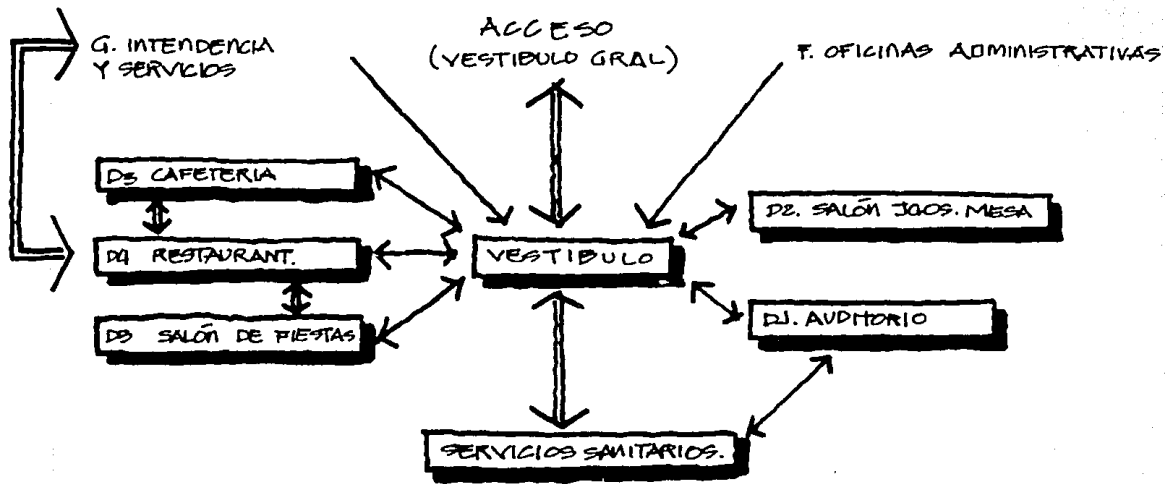 G. INTENDENCIA
Y SERVICIOS
ACCESO
(VESTIBULO GRAL)
F. OFICINAS ADMINISTRATIVAS
D3 CAFETERIA
D2. SALÓN JGOS. MESA
D4 RESTAURANT.
VESTIBULO
D1. AUDITORIO
D5 SALÓN DE FIESTAS
SERVICIOS SANITARIOS.